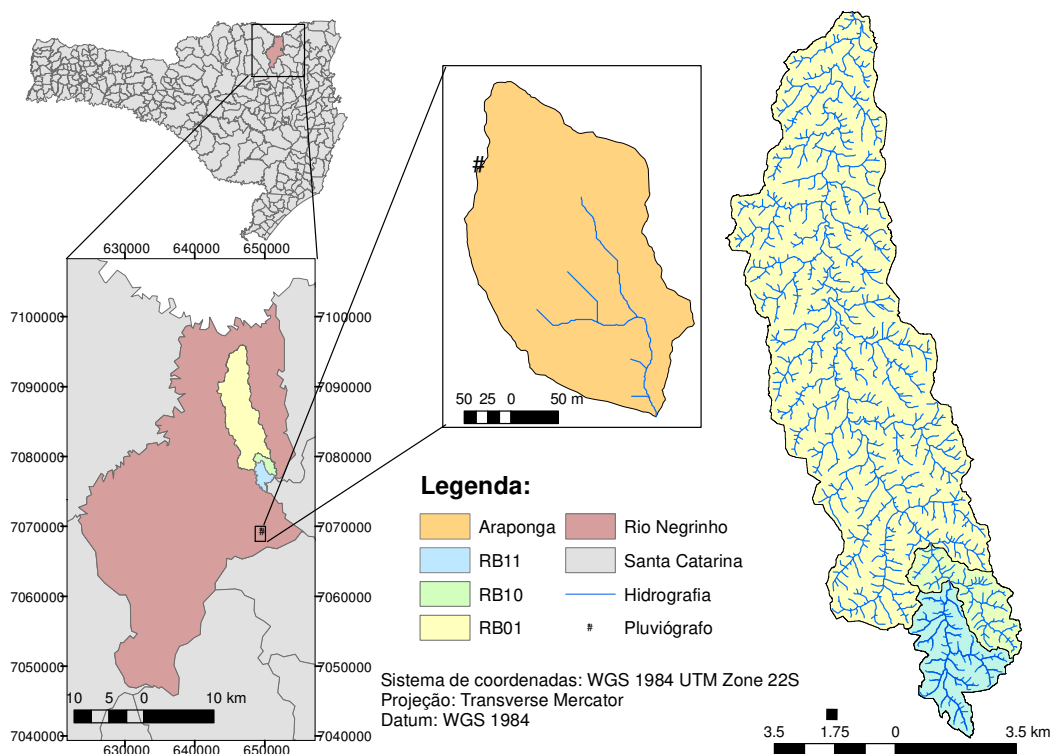 630000 640000 650000
7100000 7100000
7090000 7090000
7080000 7080000
7070000 7070000
7060000 7060000
7050000 7050000
7040000 7040000
10 5 0 10 km
630000 640000 650000
#
#
50 25 0 50 m
Legenda:
Araponga
RB11
RB10
RB01
Rio Negrinho
Santa Catarina
Hidrografia
# Pluviógrafo
Sistema de coordenadas: WGS 1984 UTM Zone 22S
Projeção: Transverse Mercator
Datum: WGS 1984
3.5 1.75 0 3.5 km